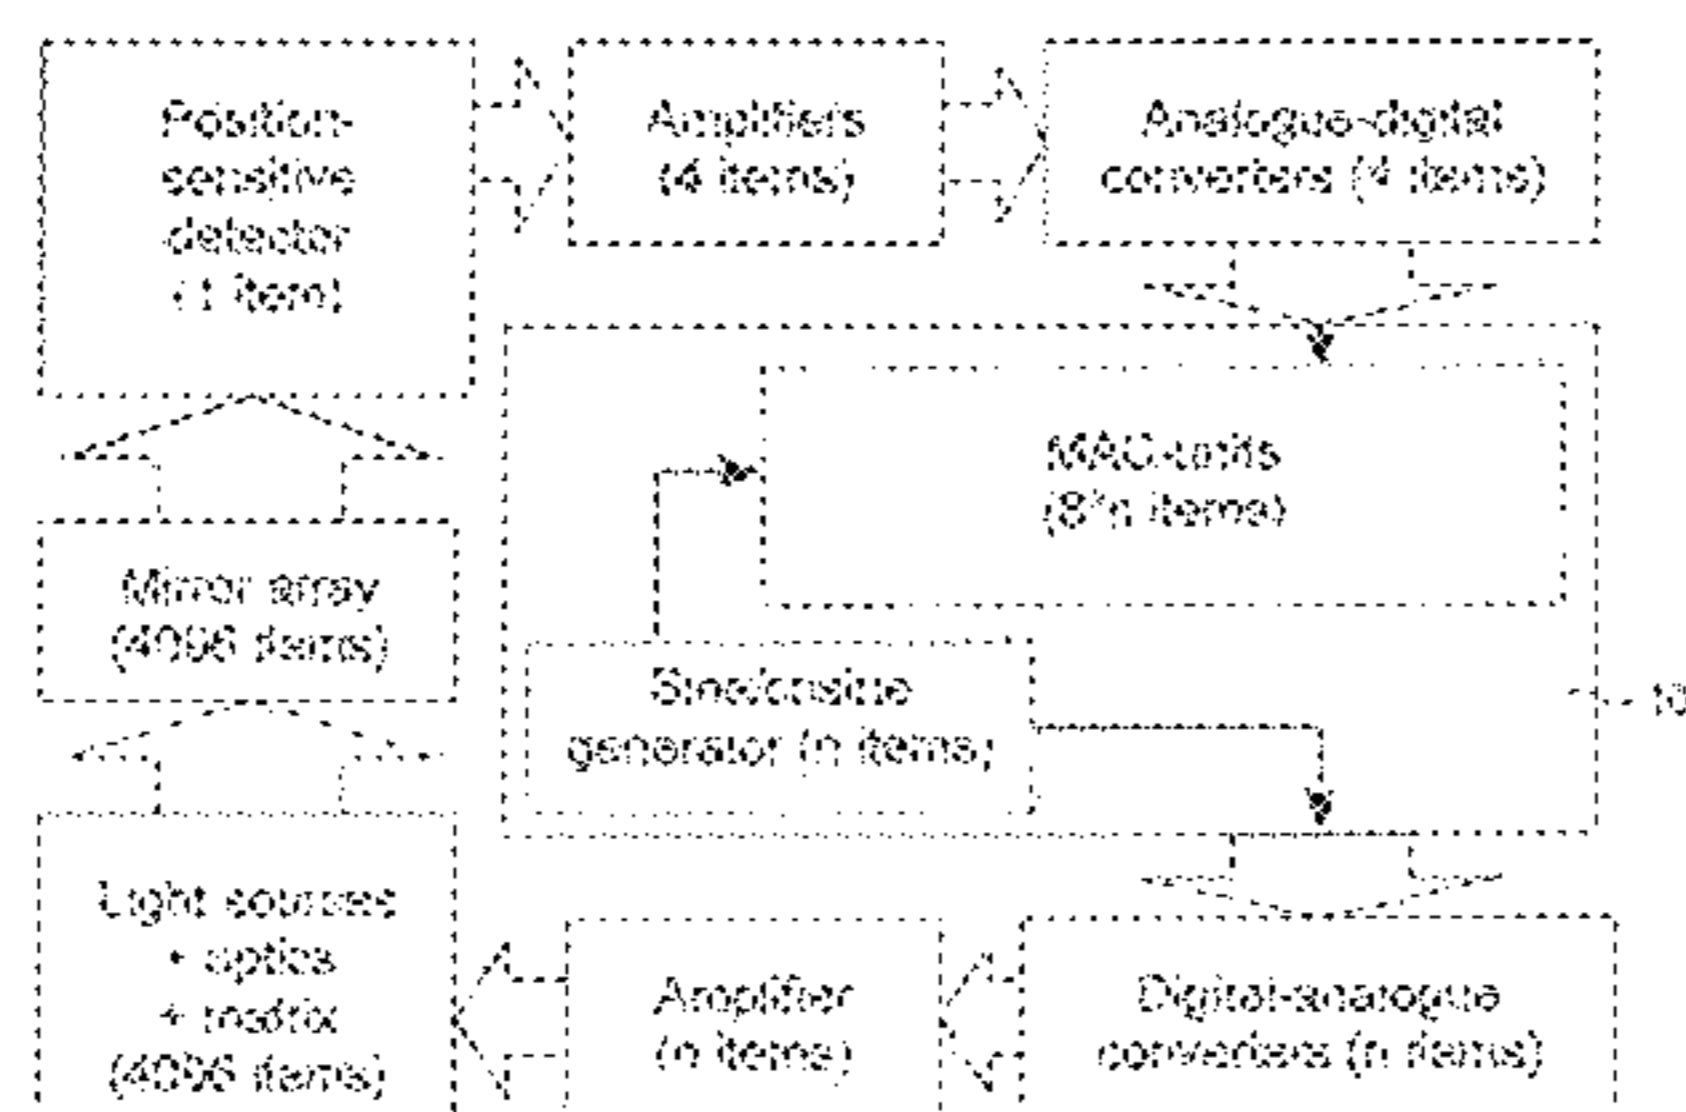 Position-
sensitive
detector
(1 item)
Amplifiers
(4 items)
Analogue-digital
converters (4 items)
MAC-units
(8*n items)
Mirror array
(4096 items)
Sine/cosine
generator (n items)
10
Light sources
+ optics
+ matrix
(4096 items)
Amplifier
(n items)
Digital-analogue
converters (n items)